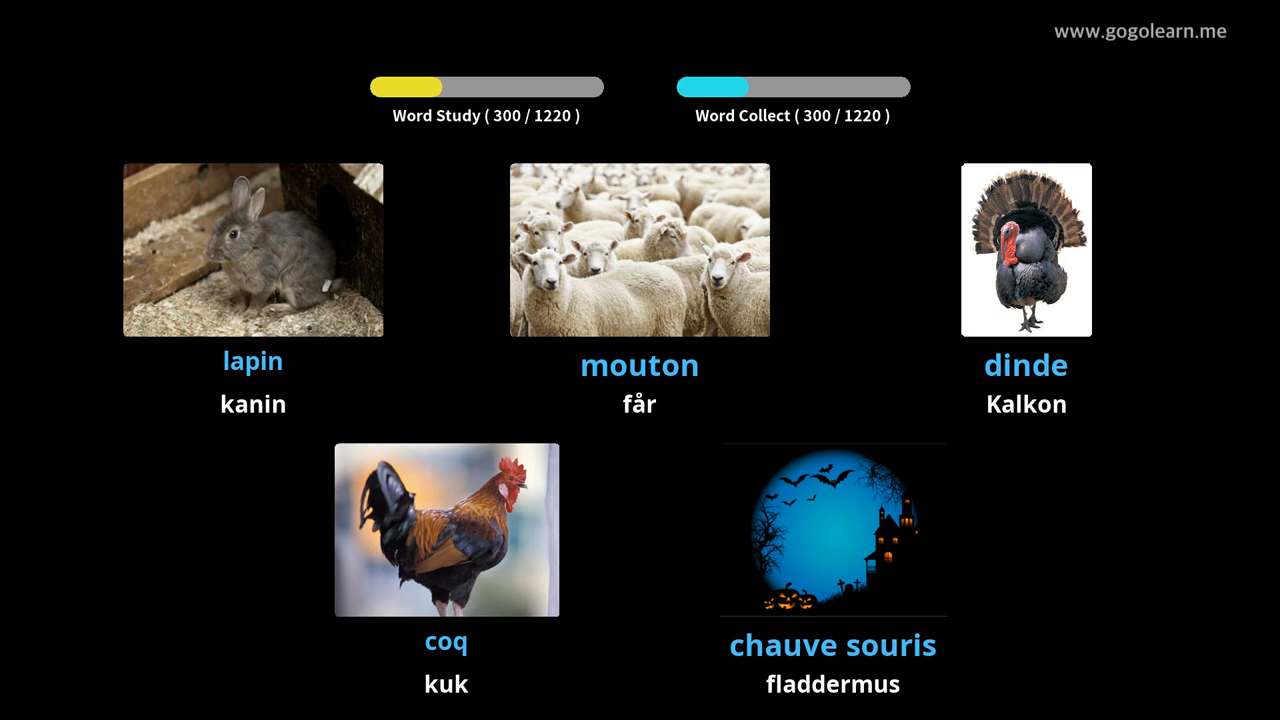 www.gogolearn.me
Word Study ( 300 / 1220 )
Word Collect ( 300 / 1220 )
lapin
kanin
mouton
får
dinde
Kalkon
coq
kuk
chauve souris
fladdermus